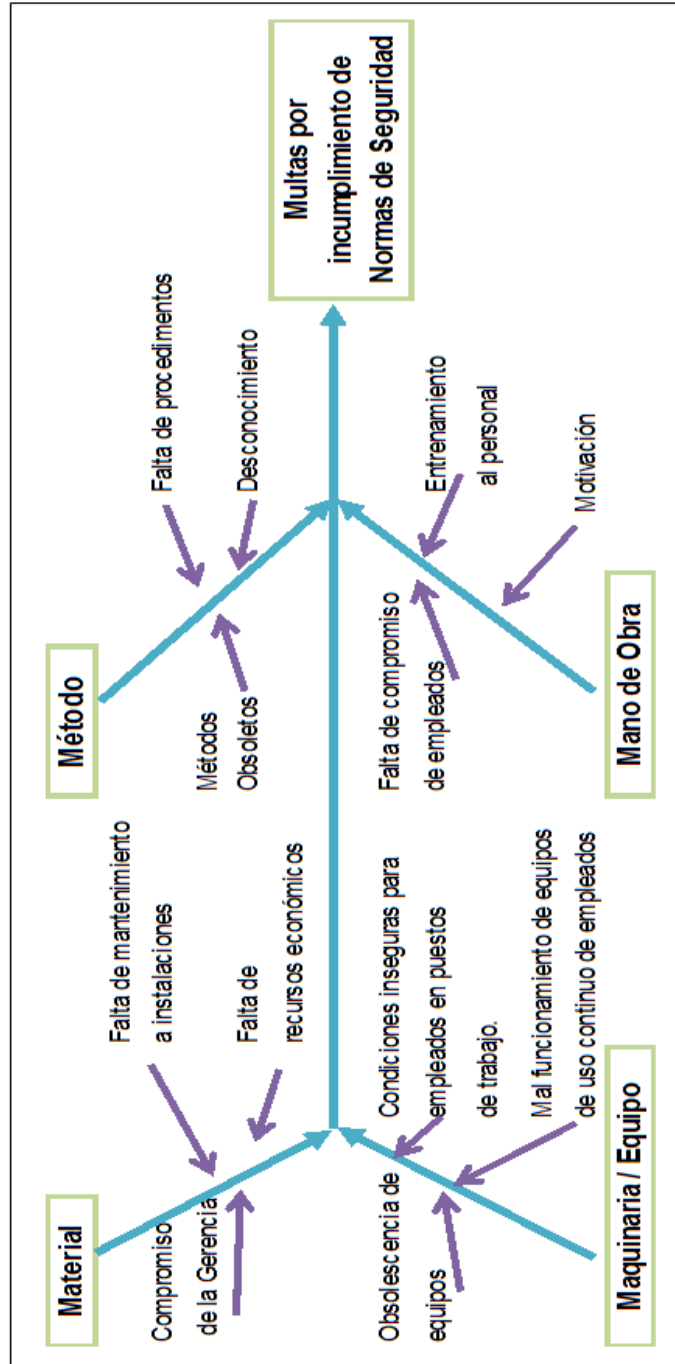 Material
Método
Falta de mantenimiento
a instalaciones
Compromiso
de la Gerencia
Falta de
recursos económicos
Falta de procedimentos
Desconocimiento
Métodos
Obsoletos
Multas por
incumplimiento de
Normas de Seguridad
Condiciones inseguras para
empleados en puestos
de trabajo.
Obsolescencia de
equipos
Mal funcionamiento de equipos
de uso continuo de empleados
Falta de compromiso
de empleados
Entrenamiento
al personal
Motivación
Maquinaria / Equipo
Mano de Obra